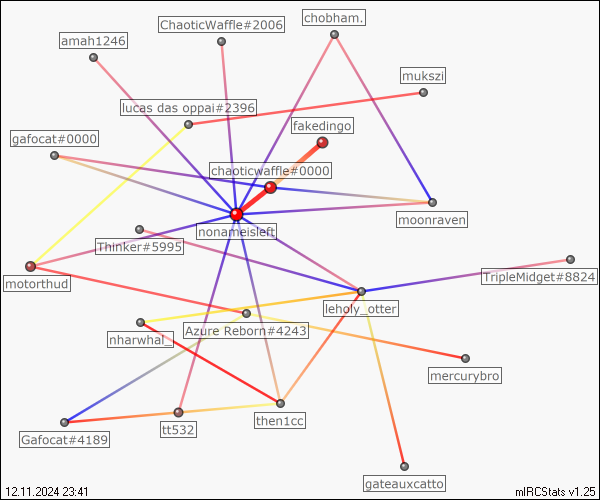 chobham.
ChaoticWaffle#2006
amah1246
mukszi
lucas das oppai#2396
fakedingo
gafocat#0000
chaoticwaffle#0000
moonraven
nonameisleft
Thinker#5995
TripleMidget#8824
motorthud
leholy_otter
Azure Reborn#4243
nharwhal_
mercurybro
then1cc
tt532
Gafocat#4189
gateauxcatto
12.11.2024 23:41
mIRCStats v1.25